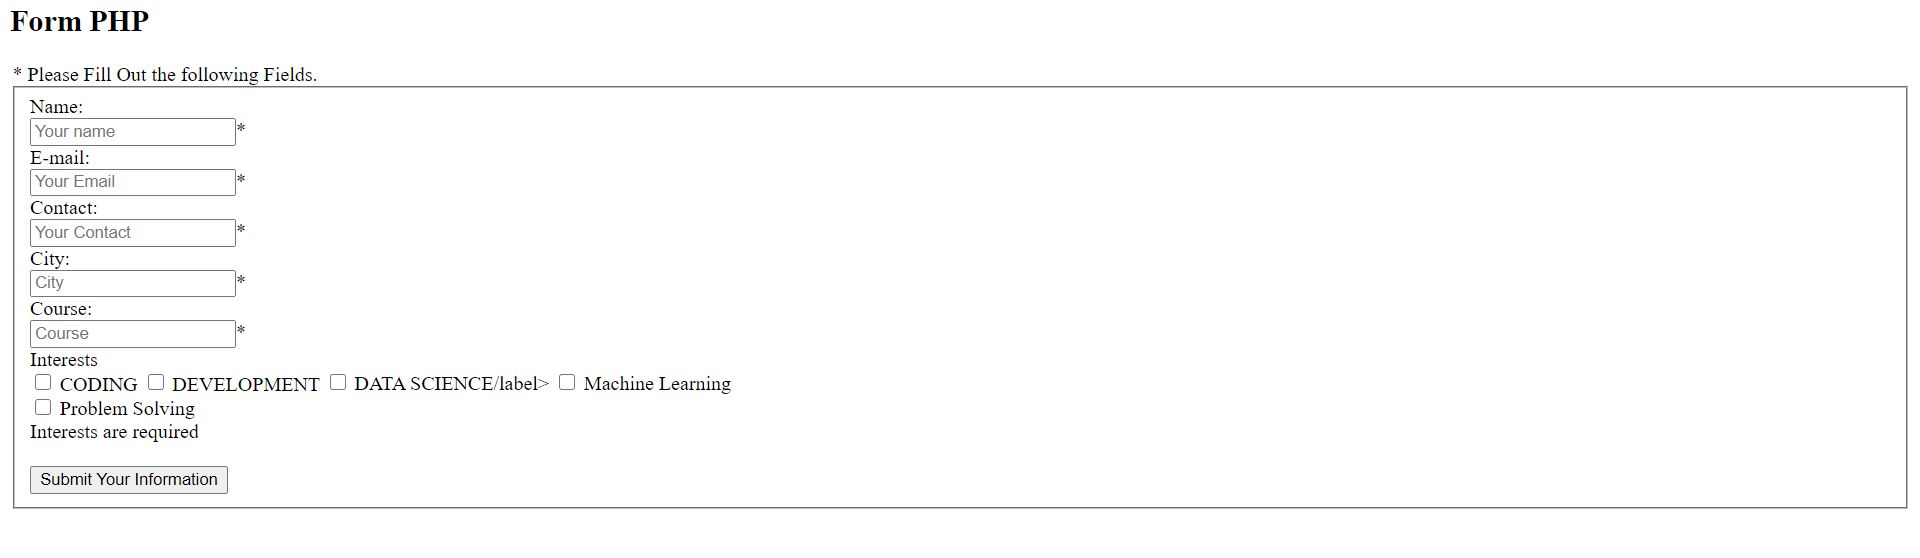 Form PHP
* Please Fill Out the following Fields.
Name:
Your name*
E-mail:
Your Email*
Contact:
Your Contact*
City:
City*
Course:
Course*
Interests
CODING DEVELOPMENT DATA SCIENCE/label> Machine Learning
Problem Solving
Interests are required
Submit Your Information